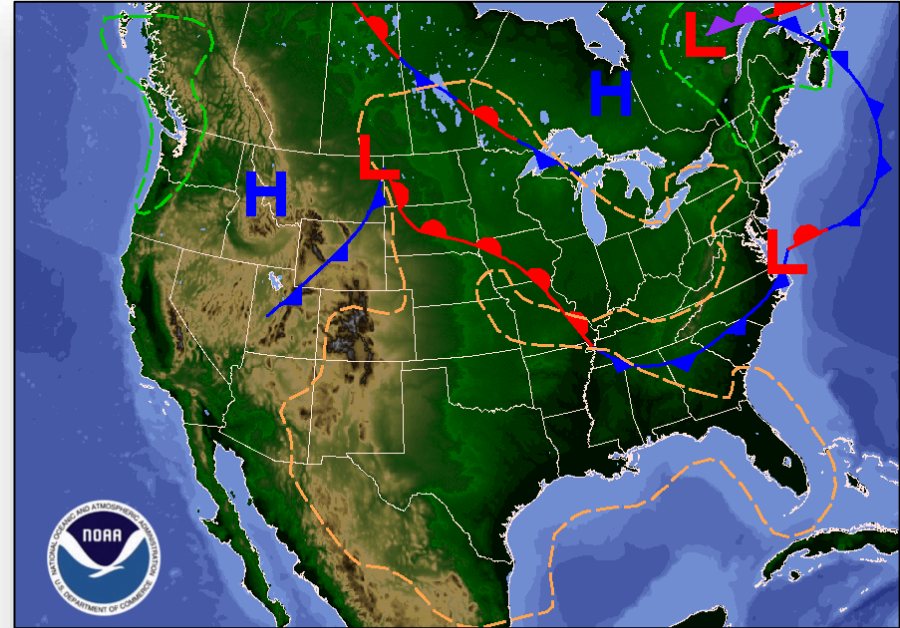 L
H
L
H
L
NATIONAL OCEANIC AND ATMOSPHERIC ADMINISTRATION
NOAA
U.S. DEPARTMENT OF COMMERCE